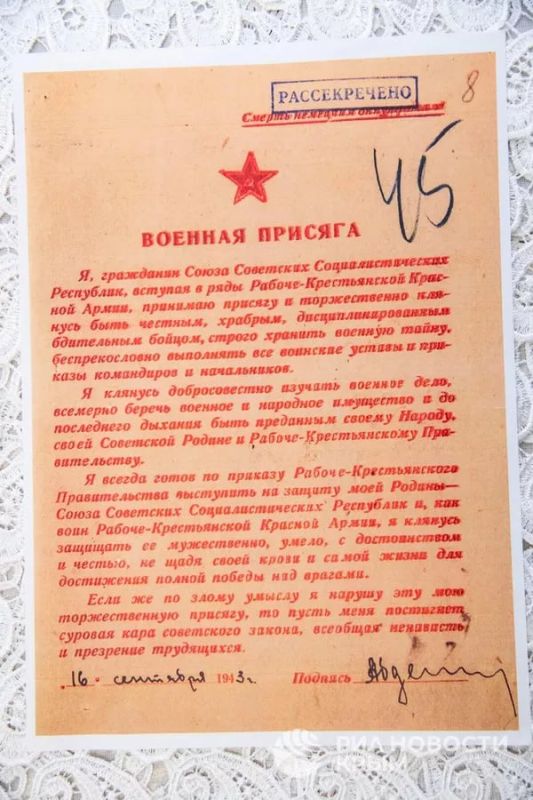 РАССЕКРЕЧЕНО
8
Смерть немецким оккупантам
45
ВОЕННАЯ ПРИСЯГА
Я, гражданин Союза Советских Социалистических
Республик, вступая в ряды Рабоче-Крестьянской Крас-
ной Армии, принимаю присягу и торжественно кля-
нусь быть честным, храбрым, дисциплинированным
бдительным бойцом, строго хранить военную тайну,
беспрекословно выполнять все воинские уставы и при-
казы командиров и начальников.
Я клянусь добросовестно изучать военное дело,
всемерно беречь военное и народное имущество и до
последнего дыхания быть преданным своему Народу,
своей Советской Родине и Рабоче-Крестьянскому Пра-
вительству.
Я всегда готов по приказу Рабоче-Крестьянского
Правительства выступить на защиту моей Родины—
Союза Советских Социалистических Республик и, как
воин Рабоче-Крестьянской Красной Армии, я клянусь
защищать ее мужественно, умело, с достоинством
и честью, не щадя своей крови и самой жизни для
достижения полной победы над врагами.
Если же по злому умыслу я нарушу эту мою
торжественную присягу, то пусть меня постигнет
суровая кара советского закона, всеобщая ненависть
и презрение трудящихся.
16 сентября 1943г. Подпись
РИА НОВОСТИ
КРЫМ